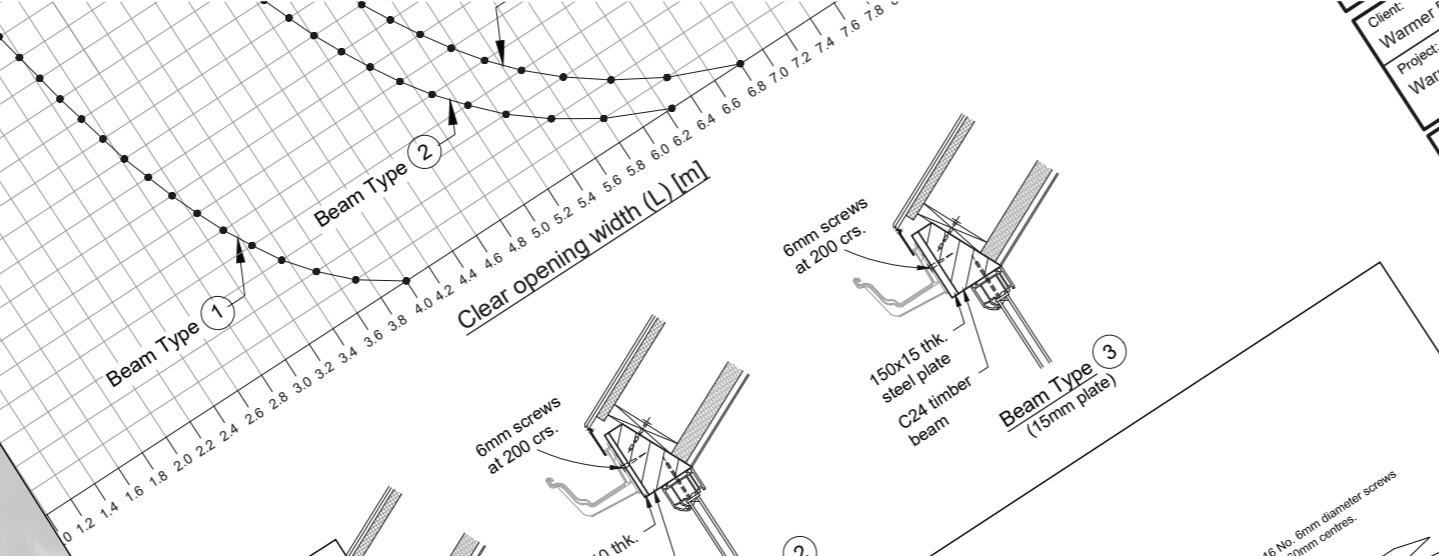 Client:
Warmer
Project:
Beam Type 2
Beam Type 1
1.2 1.4 1.6 1.8 2.0 2.2 2.4 2.6 2.8 3.0 3.2 3.4 3.6 3.8 4.0 4.2 4.4 4.6 4.8 5.0 5.2 5.4 5.6 5.8 6.0 6.2 6.4 6.6 6.8 7.0 7.2 7.4 7.6 7.8
Clear opening width (L) [m]
6mm screws
at 200 crs.
150x15 thk.
steel plate
C24 timber
beam
Beam Type 3
(15mm plate)
6mm screws
at 200 crs.
thk.
2
16 No. 6mm diameter screws
centres.